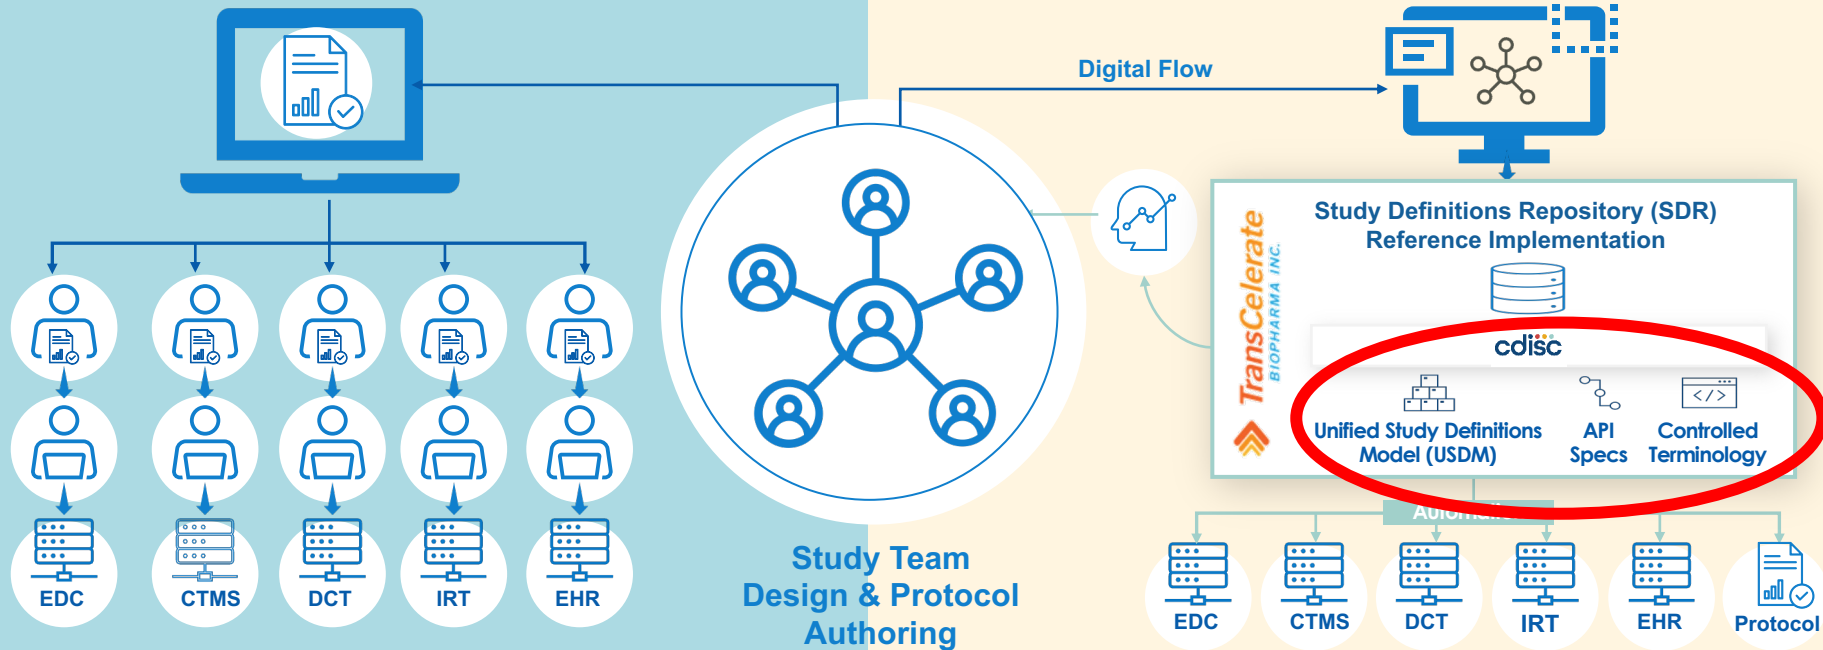 Digital Flow
Study Definitions Repository (SDR)
Reference Implementation
TransCelerate
BIOPHARMA INC.
cdisc
</>
Unified Study Definitions
Model (USDM)
API
Specs
Controlled
Terminology
EDC
CTMS
DCT
IRT
EHR
Study Team
Design & Protocol
Authoring
EDC
CTMS
DCT
IRT
EHR
Protocol